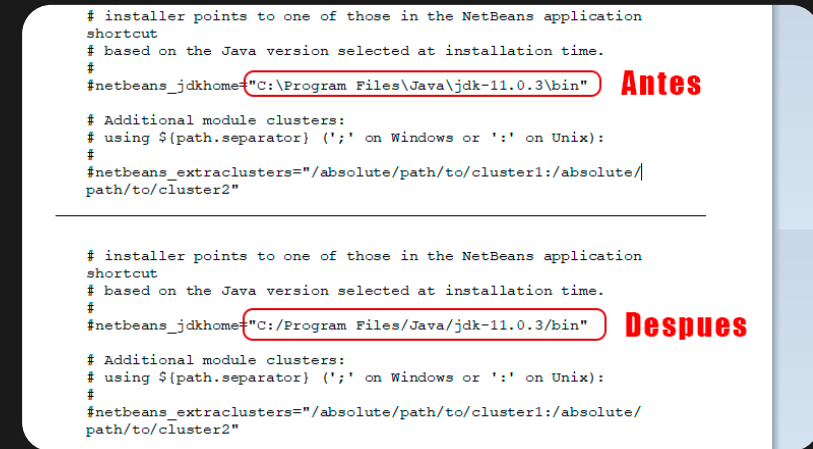 # installer points to one of those in the NetBeans application
shortcut
# based on the Java version selected at installation time.
#
#netbeans_jdkhome="C:\Program Files\Java\jdk-11.0.3\bin"
Antes
# Additional module clusters:
# using ${path.separator} (';' on Windows or ':' on Unix):
#
#netbeans_extraclusters="/absolute/path/to/cluster1:/absolute/
path/to/cluster2"
# installer points to one of those in the NetBeans application
shortcut
# based on the Java version selected at installation time.
#
#netbeans_jdkhome="C:/Program Files/Java/jdk-11.0.3/bin"
Despues
# Additional module clusters:
# using ${path.separator} (';' on Windows or ':' on Unix):
#
#netbeans_extraclusters="/absolute/path/to/cluster1:/absolute/
path/to/cluster2"